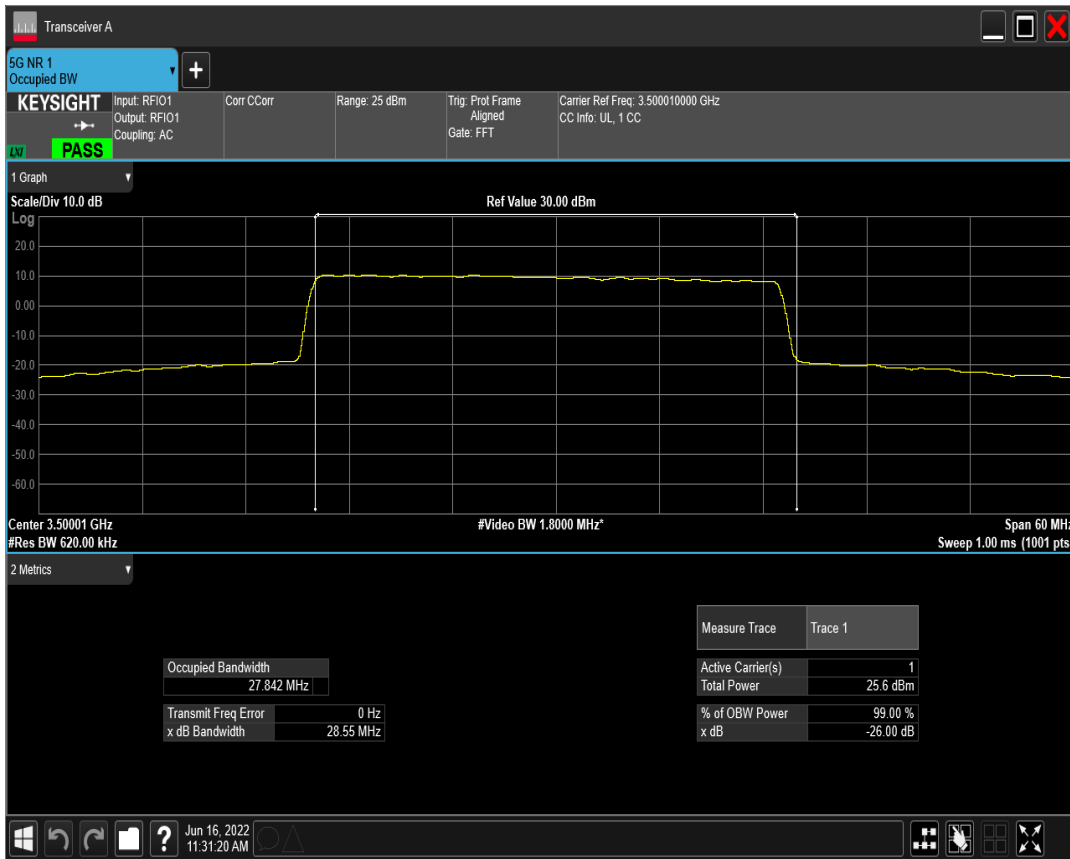 Transceiver A
5G NR 1
Occupied BW
+
KEYSIGHT
LXI
PASS
Input: RFIO1
Output: RFIO1
Coupling: AC
Corr CCorr
Range: 25 dBm
Trig: Prot Frame
Aligned
Gate: FFT
Carrier Ref Freq: 3.500010000 GHz
CC Info: UL, 1 CC
1 Graph
Scale/Div 10.0 dB
Ref Value 30.00 dBm
Log
20.0
10.0
0.00
-10.0
-20.0
-30.0
-40.0
-50.0
-60.0
Center 3.50001 GHz
#Video BW 1.8000 MHz*
Span 60 MHz
#Res BW 620.00 kHz
Sweep 1.00 ms (1001 pts
2 Metrics
Measure Trace Trace 1
Occupied Bandwidth
27.842 MHz
Active Carrier(s) 1
Total Power 25.6 dBm
Transmit Freq Error 0 Hz
x dB Bandwidth 28.55 MHz
% of OBW Power 99.00 %
x dB -26.00 dB
?
Jun 16, 2022
11:31:20 AM